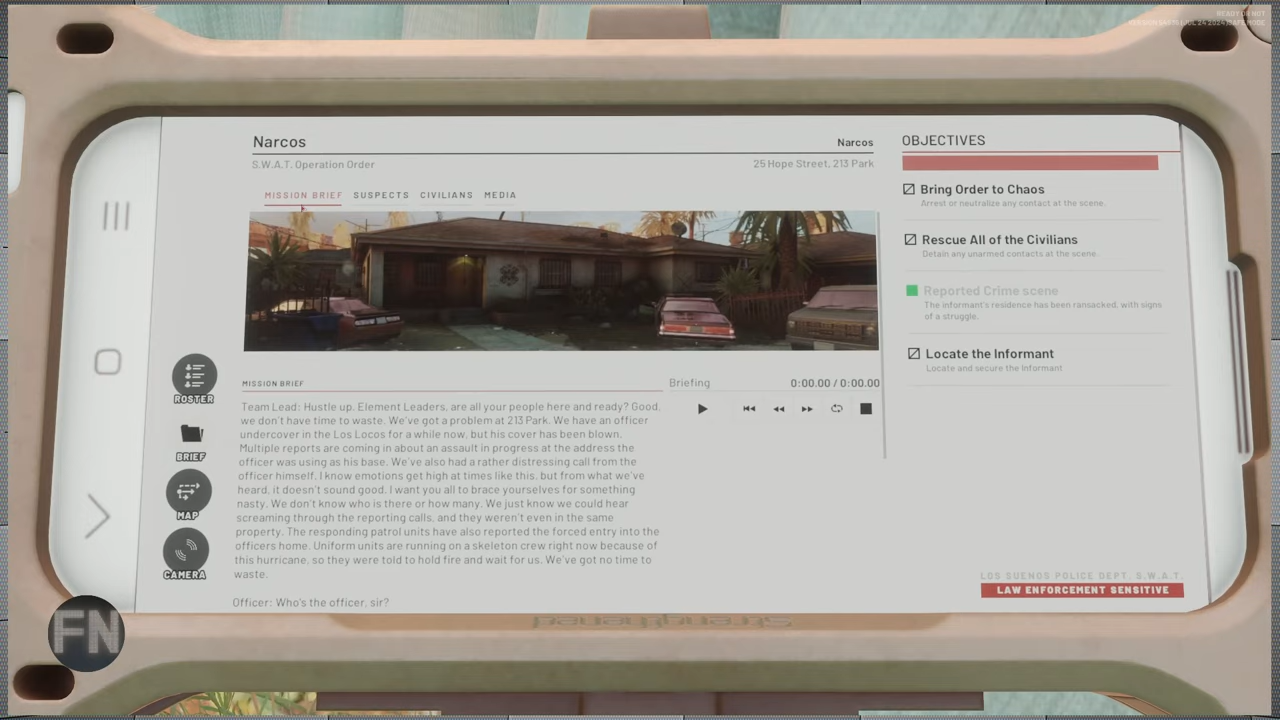 READY OR NOT
Narcos
Narcos
S.W.A.T. Operation Order
25 Hope Street, 213 Park
MISSION BRIEF SUSPECTS CIVILIANS MEDIA
MISSION BRIEF
Team Lead: Hustle up. Element Leaders, are all your people here and ready? Good,
we don't have time to waste. We've got a problem at 213 Park. We have an officer
undercover in the Los Locos for a while now, but his cover has been blown.
Multiple reports are coming in about an assault in progress at the address the
officer was using as his base. We've also had a rather distressing call from the
officer himself. I know emotions get high at times like this, but from what we've
heard, it doesn't sound good. I want you all to brace yourselves for something
nasty. We don't know who is there or how many. We just know we could hear
screaming through the reporting calls, and they weren't even in the same
property. The responding patrol units have also reported the forced entry into the
officers home. Uniform units are running on a skeleton crew right now because of
this hurricane, so they were told to hold fire and wait for us. We've got no time to
waste.
Officer: Who's the officer, sir?
Briefing 0:00.00 / 0:00.00
OBJECTIVES
Bring Order to Chaos
Arrest or neutralize any contact at the scene.
Rescue All of the Civilians
Detain any unarmed contacts at the scene.
Reported Crime scene
The informant's residence has been ransacked, with signs
of a struggle.
Locate the Informant
Locate and secure the Informant
ROSTER
BRIEF
MAP
CAMERA
LOS SUENOS POLICE DEPT. S.W.A.T.
LAW ENFORCEMENT SENSITIVE
FN